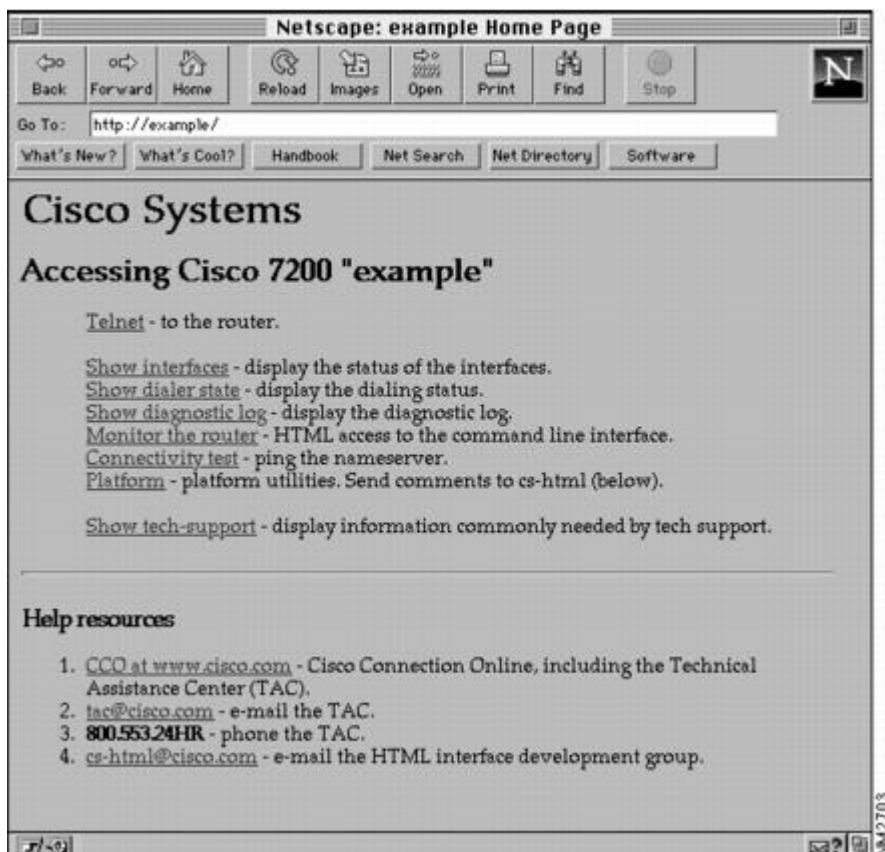 Netscape: example Home Page
Back Forward Home Reload Images Open Print Find Stop
N
Go To: http://example/
What's New? What's Cool? Handbook Net Search Net Directory Software
Cisco Systems
Accessing Cisco 7200 "example"
Telnet - to the router.
Show interfaces - display the status of the interfaces.
Show dialer state - display the dialing status.
Show diagnostic log - display the diagnostic log.
Monitor the router - HTML access to the command line interface.
Connectivity test - ping the nameserver.
Platform - platform utilities. Send comments to cs-html (below).
Show tech-support - display information commonly needed by tech support.
Help resources
1. CCO at www.cisco.com - Cisco Connection Online, including the Technical
Assistance Center (TAC).
2. tac@cisco.com - e-mail the TAC.
3. 800.553.24HR - phone the TAC.
4. cs-html@cisco.com - e-mail the HTML interface development group.
?